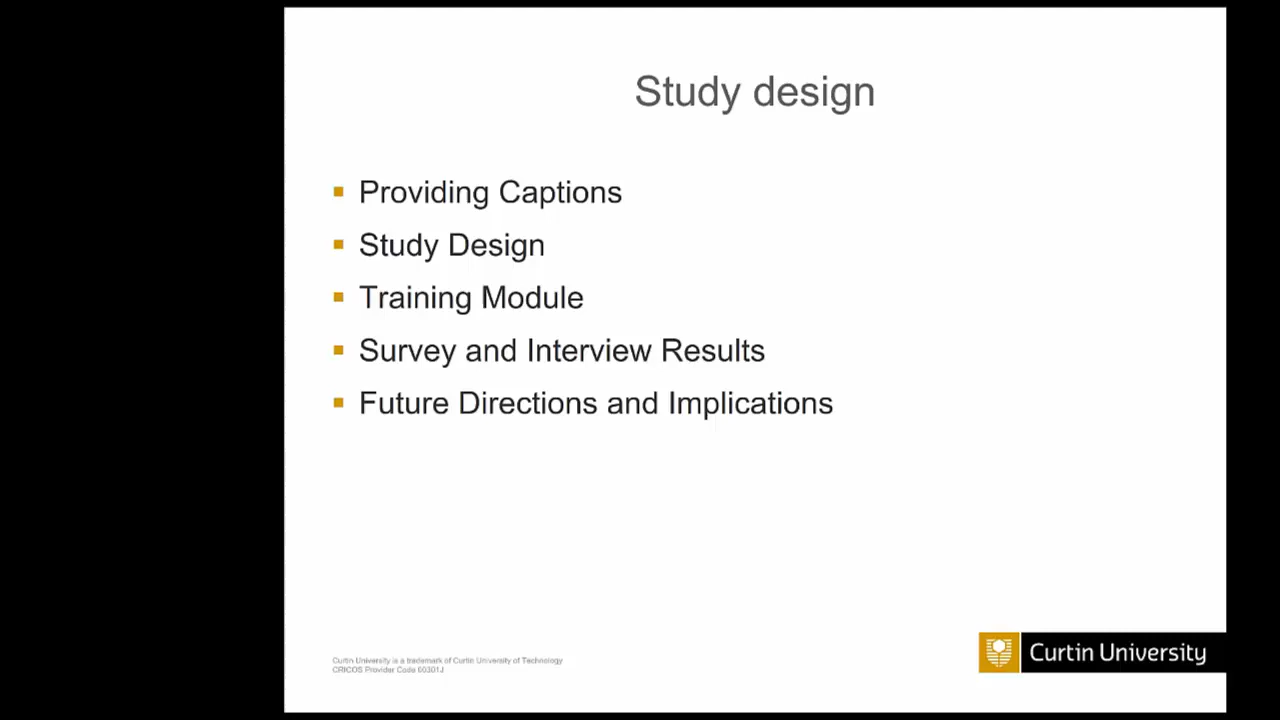 Study design
Providing Captions
Study Design
Training Module
Survey and Interview Results
Future Directions and Implications
Curtin University is a trademark of Curtin University of Technology
CRICOS Provider Code 00301J
Curtin University